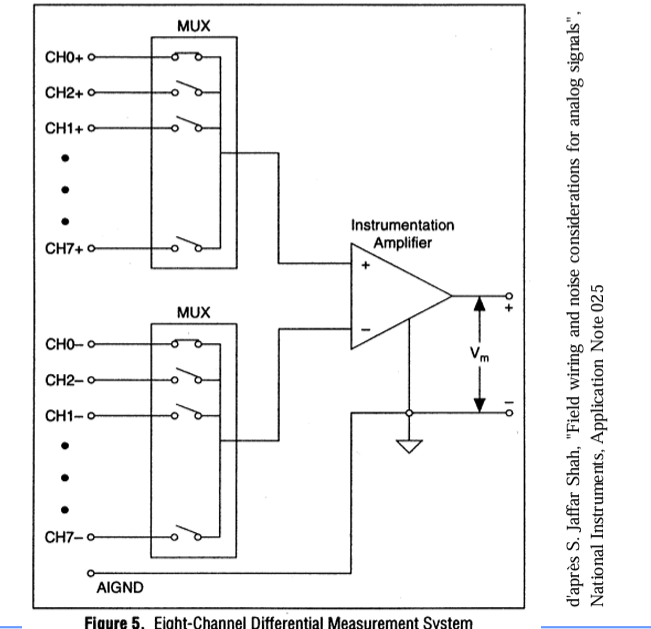 MUX
CH0+
CH2+
CH1+
CH7+
Instrumentation
Amplifier
+
–
+
Vm
–
MUX
CH0–
CH2–
CH1–
CH7–
AIGND
Figure 5. Eight-Channel Differential Measurement System
d'après S. Jaffar Shah, "Field wiring and noise considerations for analog signals",
National Instruments, Application Note 025